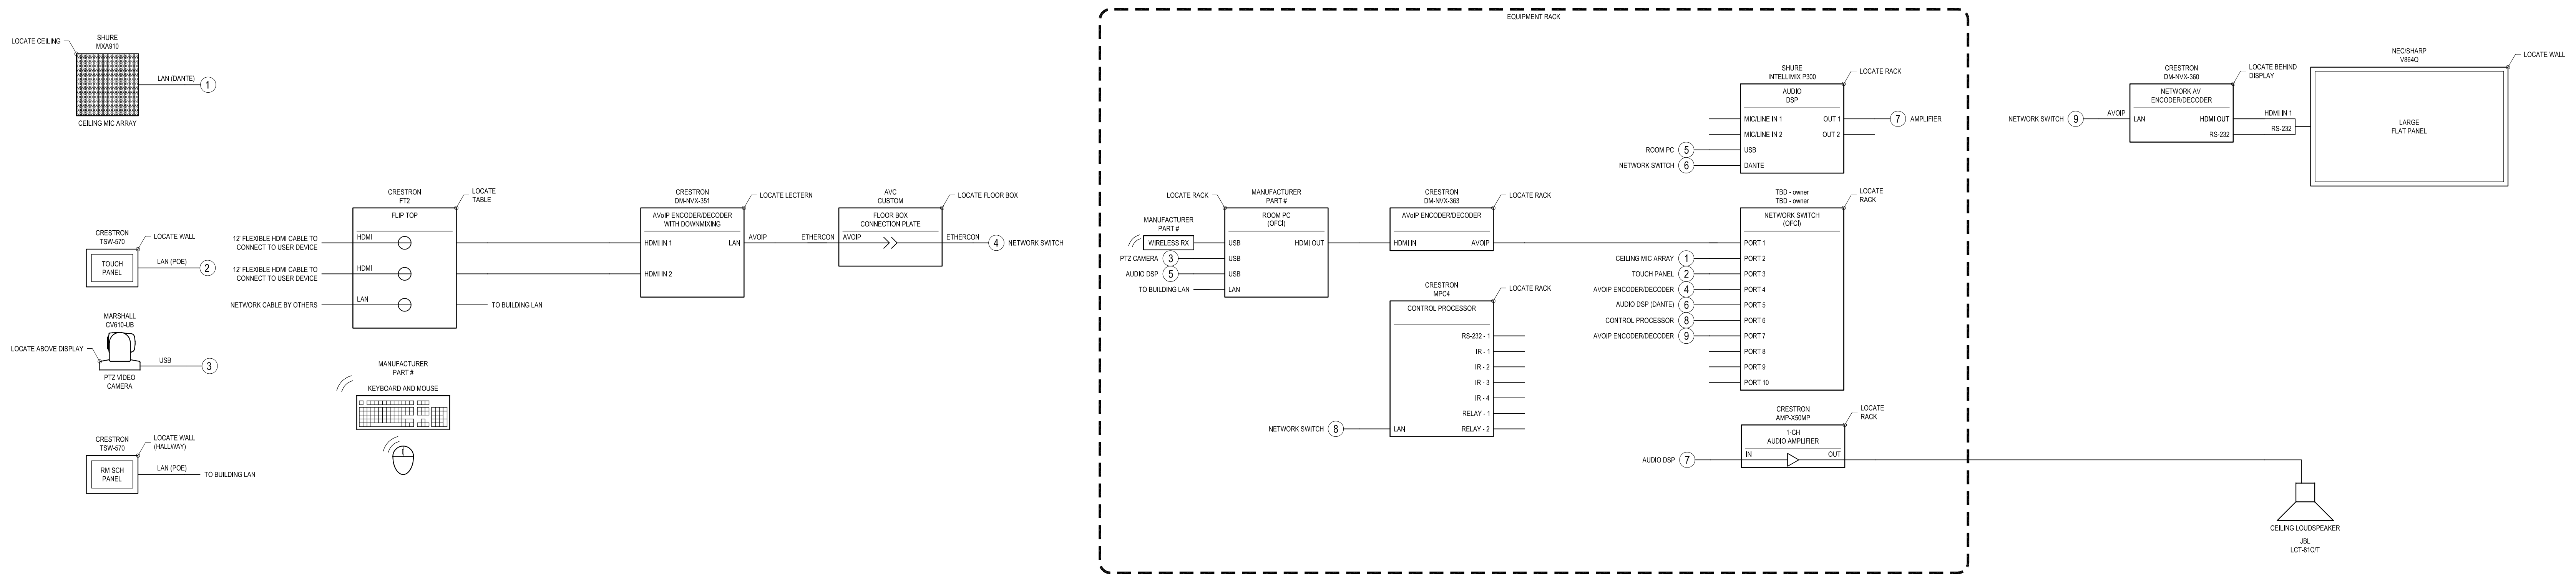 EQUIPMENT RACK
LOCATE CEILING
SHURE
MXA910
LAN (DANTE)
1
CEILING MIC ARRAY
CRESTRON
TSW-570
LOCATE WALL
TOUCH
PANEL
LAN (POE)
2
MARSHALL
CV610-UB
LOCATE ABOVE DISPLAY
USB
3
PTZ VIDEO
CAMERA
CRESTRON
TSW-570
LOCATE WALL
(HALLWAY)
RM SCH
PANEL
LAN (POE)
TO BUILDING LAN
CRESTRON
FT2
LOCATE
TABLE
FLIP TOP
12' FLEXIBLE HDMI CABLE TO
CONNECT TO USER DEVICE
HDMI
12' FLEXIBLE HDMI CABLE TO
CONNECT TO USER DEVICE
HDMI
NETWORK CABLE BY OTHERS
LAN
TO BUILDING LAN
MANUFACTURER
PART #
KEYBOARD AND MOUSE
CRESTRON
DM-NVX-351
LOCATE LECTERN
AVoIP ENCODER/DECODER
WITH DOWNMIXING
HDMI IN 1
LAN
AVOIP
HDMI IN 2
AVC
CUSTOM
LOCATE FLOOR BOX
FLOOR BOX
CONNECTION PLATE
ETHERCON
AVOIP
ETHERCON
4
NETWORK SWITCH
LOCATE RACK
MANUFACTURER
PART #
ROOM PC
(OFCI)
MANUFACTURER
PART #
WIRELESS RX
USB
HDMI OUT
PTZ CAMERA
3
USB
AUDIO DSP
5
USB
TO BUILDING LAN
LAN
CRESTRON
DM-NVX-363
LOCATE RACK
AVoIP ENCODER/DECODER
HDMI IN
AVOIP
CRESTRON
MPC4
LOCATE RACK
CONTROL PROCESSOR
RS-232 - 1
IR - 1
IR - 2
IR - 3
IR - 4
RELAY - 1
NETWORK SWITCH
8
LAN
RELAY - 2
SHURE
INTELLIMIX P300
LOCATE RACK
AUDIO
DSP
MIC/LINE IN 1
OUT 1
7
AMPLIFIER
MIC/LINE IN 2
OUT 2
ROOM PC
5
USB
NETWORK SWITCH
6
DANTE
TBD - owner
TBD - owner
LOCATE
RACK
NETWORK SWITCH
(OFCI)
PORT 1
CEILING MIC ARRAY
1
PORT 2
TOUCH PANEL
2
PORT 3
AVOIP ENCODER/DECODER
4
PORT 4
AUDIO DSP (DANTE)
6
PORT 5
CONTROL PROCESSOR
8
PORT 6
AVOIP ENCODER/DECODER
9
PORT 7
PORT 8
PORT 9
PORT 10
CRESTRON
AMP-X50MP
LOCATE
RACK
1-CH
AUDIO AMPLIFIER
AUDIO DSP
7
IN
OUT
CRESTRON
DM-NVX-360
LOCATE BEHIND
DISPLAY
NETWORK AV
ENCODER/DECODER
NETWORK SWITCH
9
AVOIP
LAN
HDMI OUT
HDMI IN 1
RS-232
RS-232
NEC/SHARP
V864Q
LOCATE WALL
LARGE
FLAT PANEL
CEILING LOUDSPEAKER
JBL
LCT-81C/T